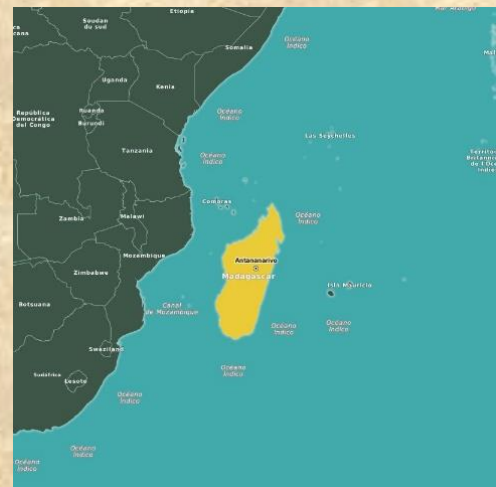 Etiopía
Mar Arábigo
Soudan
du sud
Somalia
Océano
Índico
Uganda
Kenia
Océano
Índico
República
Democrática
del Congo
Ruanda
Burundi
Tanzania
Océano
Índico
Las Seychelles
Comoras
Océano
Índico
Zambia
Malawi
Mozambique
Antananarivo
Madagascar
Zimbabwe
Isla Mauricio
Botsuana
Canal
de Mozambique
Océano
Índico
Océano
Índico
Swazilandia
Océano
Índico
Sudáfrica
Lesoto
Océano
Índico
Océano
Índico
Océano
Índico